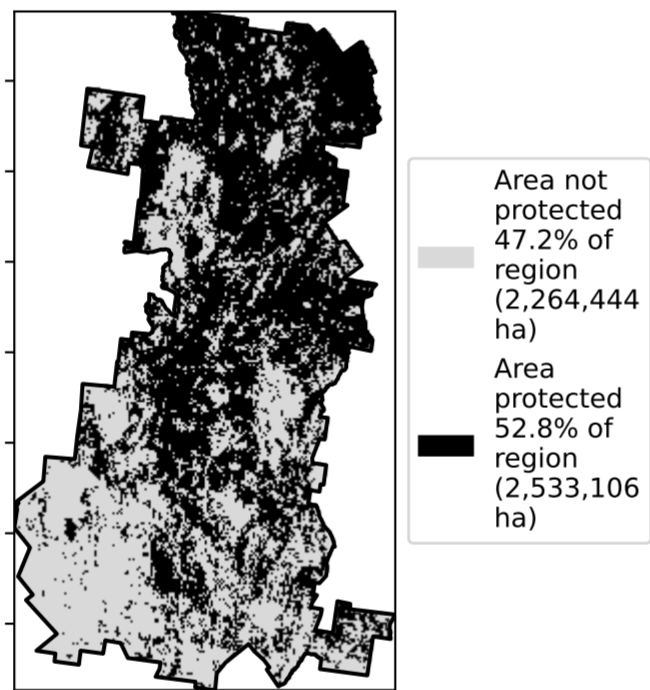 Area not
protected
47.2% of
region
(2,264,444
ha)
Area
protected
52.8% of
region
(2,533,106
ha)